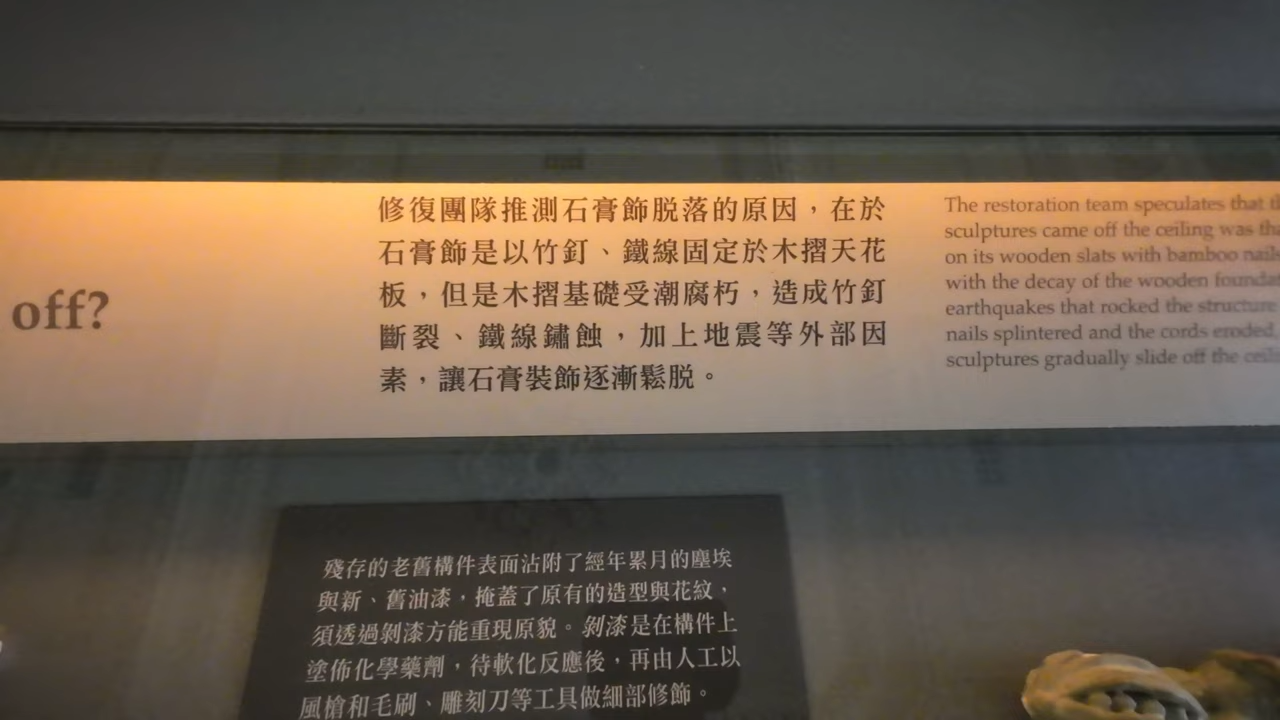 off?
修復團隊推測石膏飾脫落的原因，在於
石膏飾是以竹釘、鐵線固定於木摺天花
板，但是木摺基礎受潮腐朽，造成竹釘
斷裂、鐵線鏽蝕，加上地震等外部因
素，讓石膏裝飾逐漸鬆脫。
The restoration team speculates that
sculptures came off the ceiling was
on its wooden slats with bamboo nails
with the decay of the wooden
earthquakes that rocked the structure
nails splintered and the cords eroded,
sculptures gradually slide off the
殘存的老舊構件表面沾附了經年累月的塵埃
與新、舊油漆，掩蓋了原有的造型與花紋，
須透過剝漆方能重現原貌。剝漆是在構件上
塗佈化學藥劑，待軟化反應後，再由人工以
風槍和毛刷、雕刻刀等工具做細部修飾。